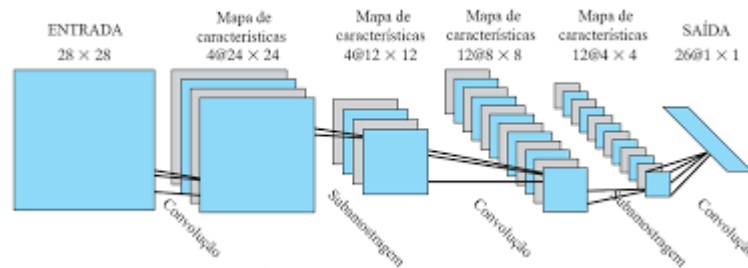 ENTRADA
28 × 28
Mapa de
características
4@24 × 24
Mapa de
características
4@12 × 12
Mapa de
características
12@8 × 8
Mapa de
características
12@4 × 4
SAÍDA
26@1 × 1
Convolução
Subamostragem
Convolução
Subamostragem
Convolução